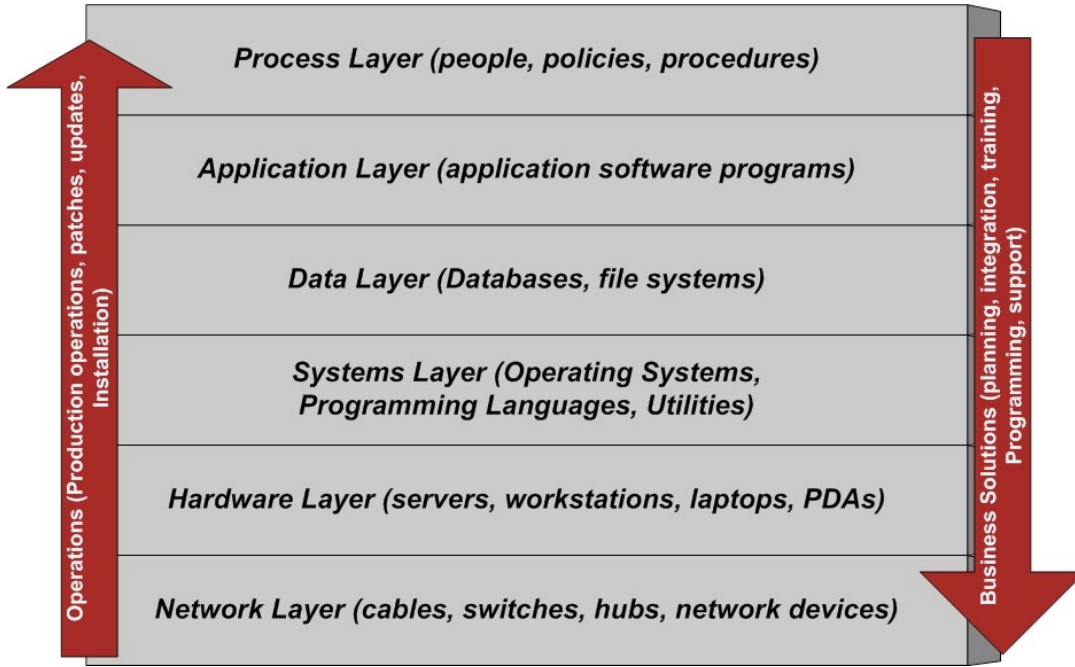 Process Layer (people, policies, procedures)
Application Layer (application software programs)
Data Layer (Databases, file systems)
Systems Layer (Operating Systems,
Programming Languages, Utilities)
Hardware Layer (servers, workstations, laptops, PDAs)
Network Layer (cables, switches, hubs, network devices)
Operations (Production operations, patches, updates,
Installation)
Business Solutions (planning, integration, training,
Programming, support)